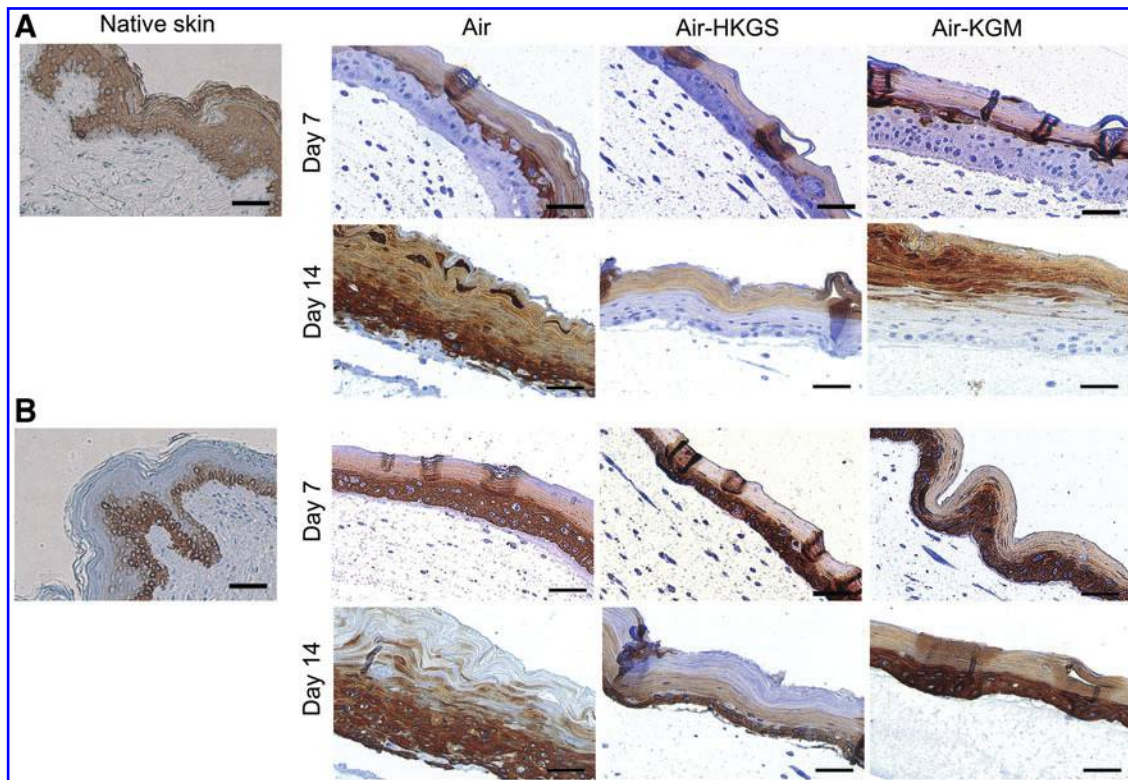 A
Native skin
Air
Air-HKGS
Air-KGM
Day 7
Day 14
B
Day 7
Day 14